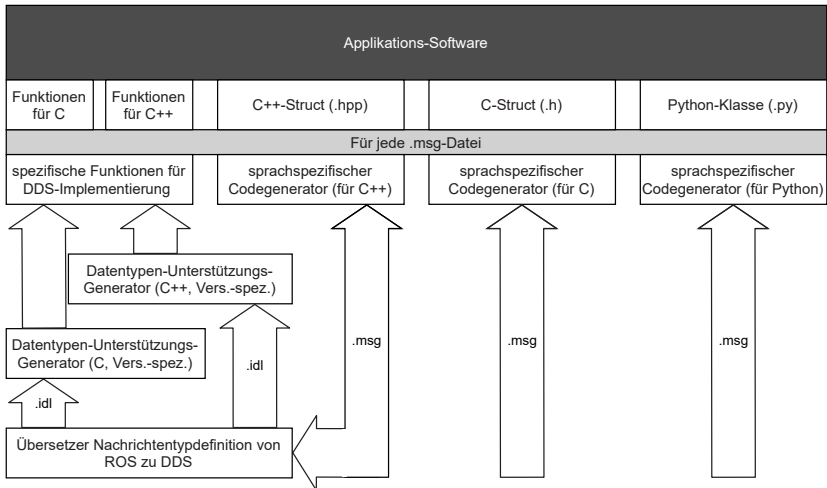 Applikations-Software
Funktionen
für C
Funktionen
für C++
C++-Struct (.hpp)
C-Struct (.h)
Python-Klasse (.py)
Für jede .msg-Datei
spezifische Funktionen für
DDS-Implementierung
sprachspezifischer
Codegenerator (für C++)
sprachspezifischer
Codegenerator (für C)
sprachspezifischer
Codegenerator (für Python)
Datentypen-Unterstützungs-
Generator (C++, Vers.-spez.)
Datentypen-Unterstützungs-
Generator (C, Vers.-spez.)
.idl
.idl
.msg
.msg
.msg
Übersetzer Nachrichtentypdefinition von
ROS zu DDS